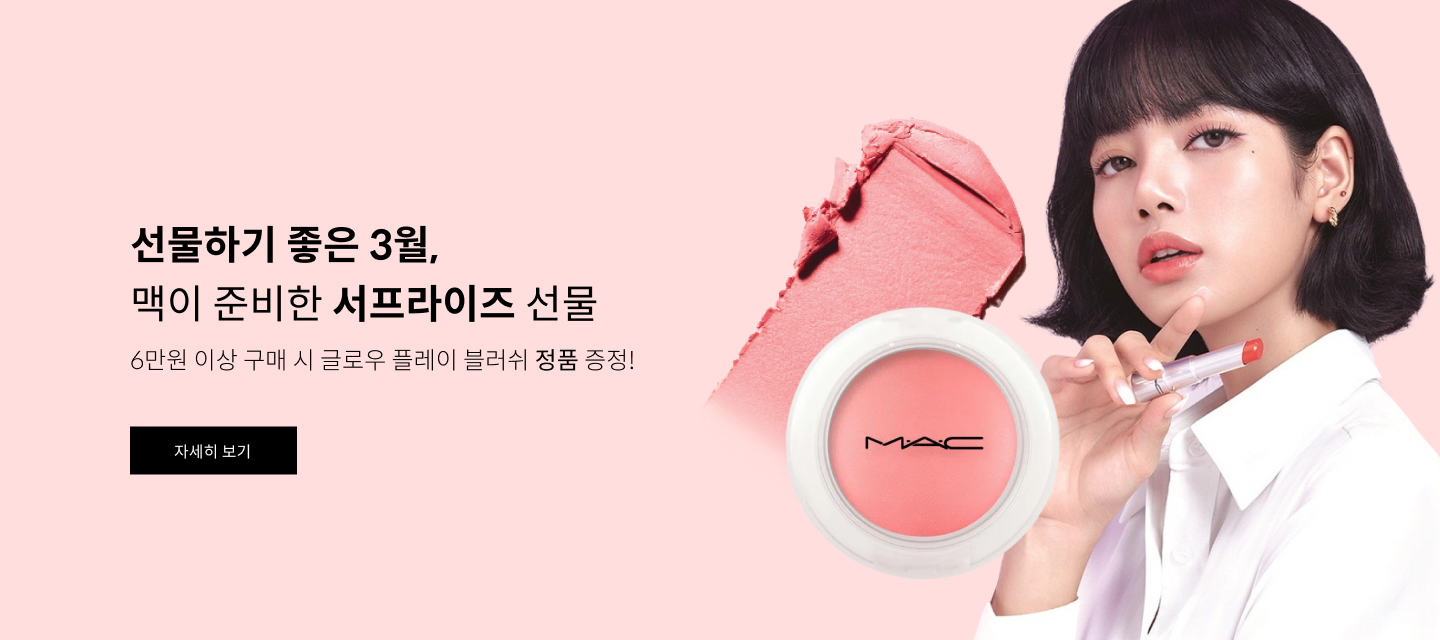 선물하기 좋은 3월,
맥이 준비한 서프라이즈 선물
6만원 이상 구매 시 글로우 플레이 블러쉬 정품 증정!
자세히 보기
M·A·C